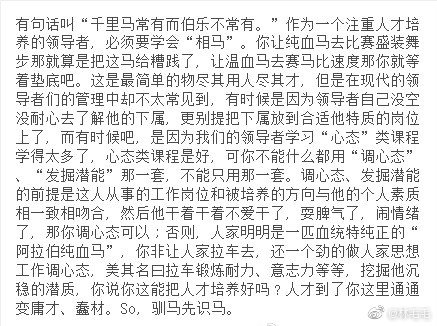 有句话叫“千里马常有而伯乐不常有。”作为一个注重人才培
养的领导者，必须要学会“相马”。你让纯血马去比赛盛装舞
步那就算是把这马给槽践了，让温血马去赛马比速度那你就等
着垫底吧。这是最简单的物尽其用人尽其才，但是在现代的领
导者们的管理中却不太常见到，有时候是因为领导者自己没空
没耐心去了解他的下属，更别提把下属放到合适他特质的岗位
上了，而有时候吧，是因为我们的领导者学习“心态”类课程
学得太多了，心态类课程是好，可你不能什么都用“调心态”
、“发掘潜能”那一套，不能只用那一套。调心态、发掘潜能
的前提是这人从事的工作岗位和被培养的方向与他的个人素质
相一致相吻合，然后他干着干着不爱干了，耍脾气了，闹情绪
了，那你调心态可以；否则，人家明明是一匹血统特纯正的“
阿拉伯纯血马”，你非让人家拉车去，还一个劲的做人家思想
工作调心态，美其名曰拉车锻炼耐力、意志力等等，挖掘他沉
稳的潜质，你说你这能把人才培养好吗？人才到了你这里通通
变庸才、蠢材。So，驯马先识马。